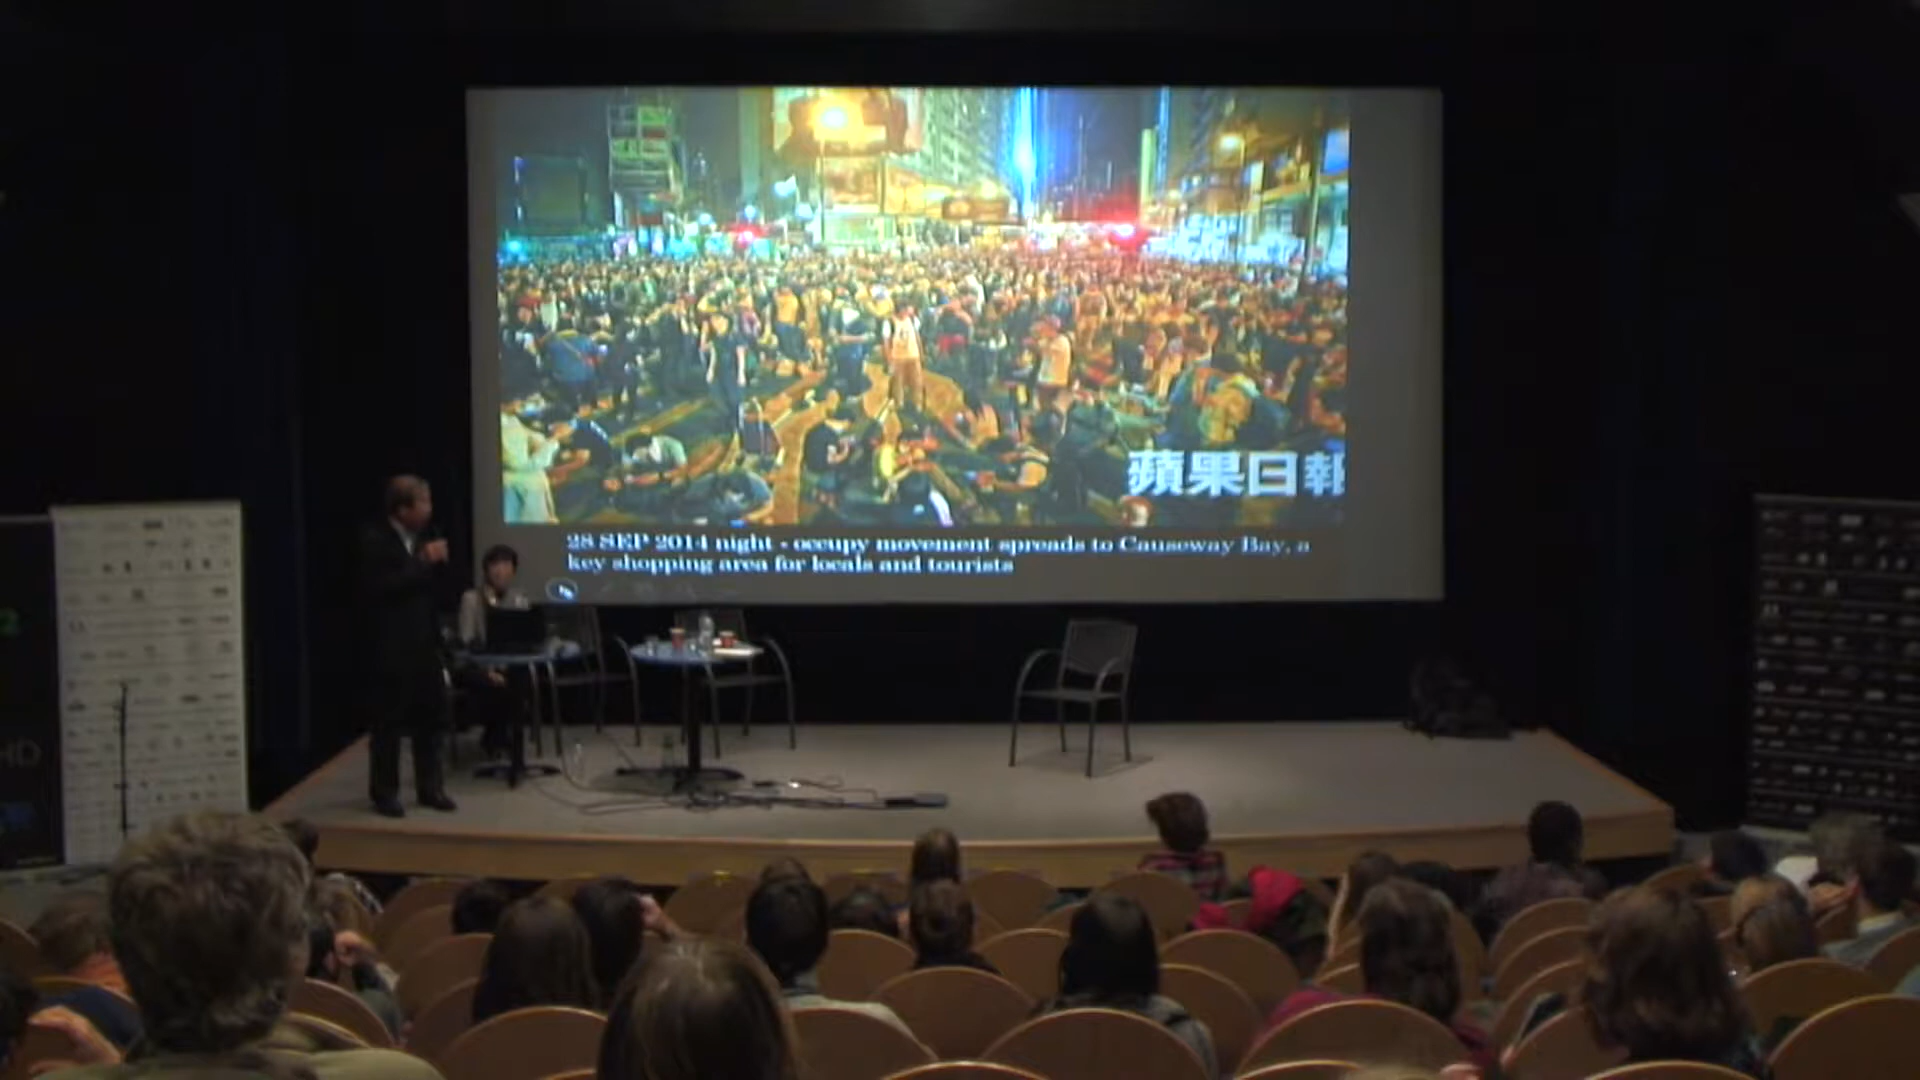 蘋果日報
28 SEP 2014 night - occupy movement spreads to Causeway Bay, a
key shopping area for locals and tourists
HD